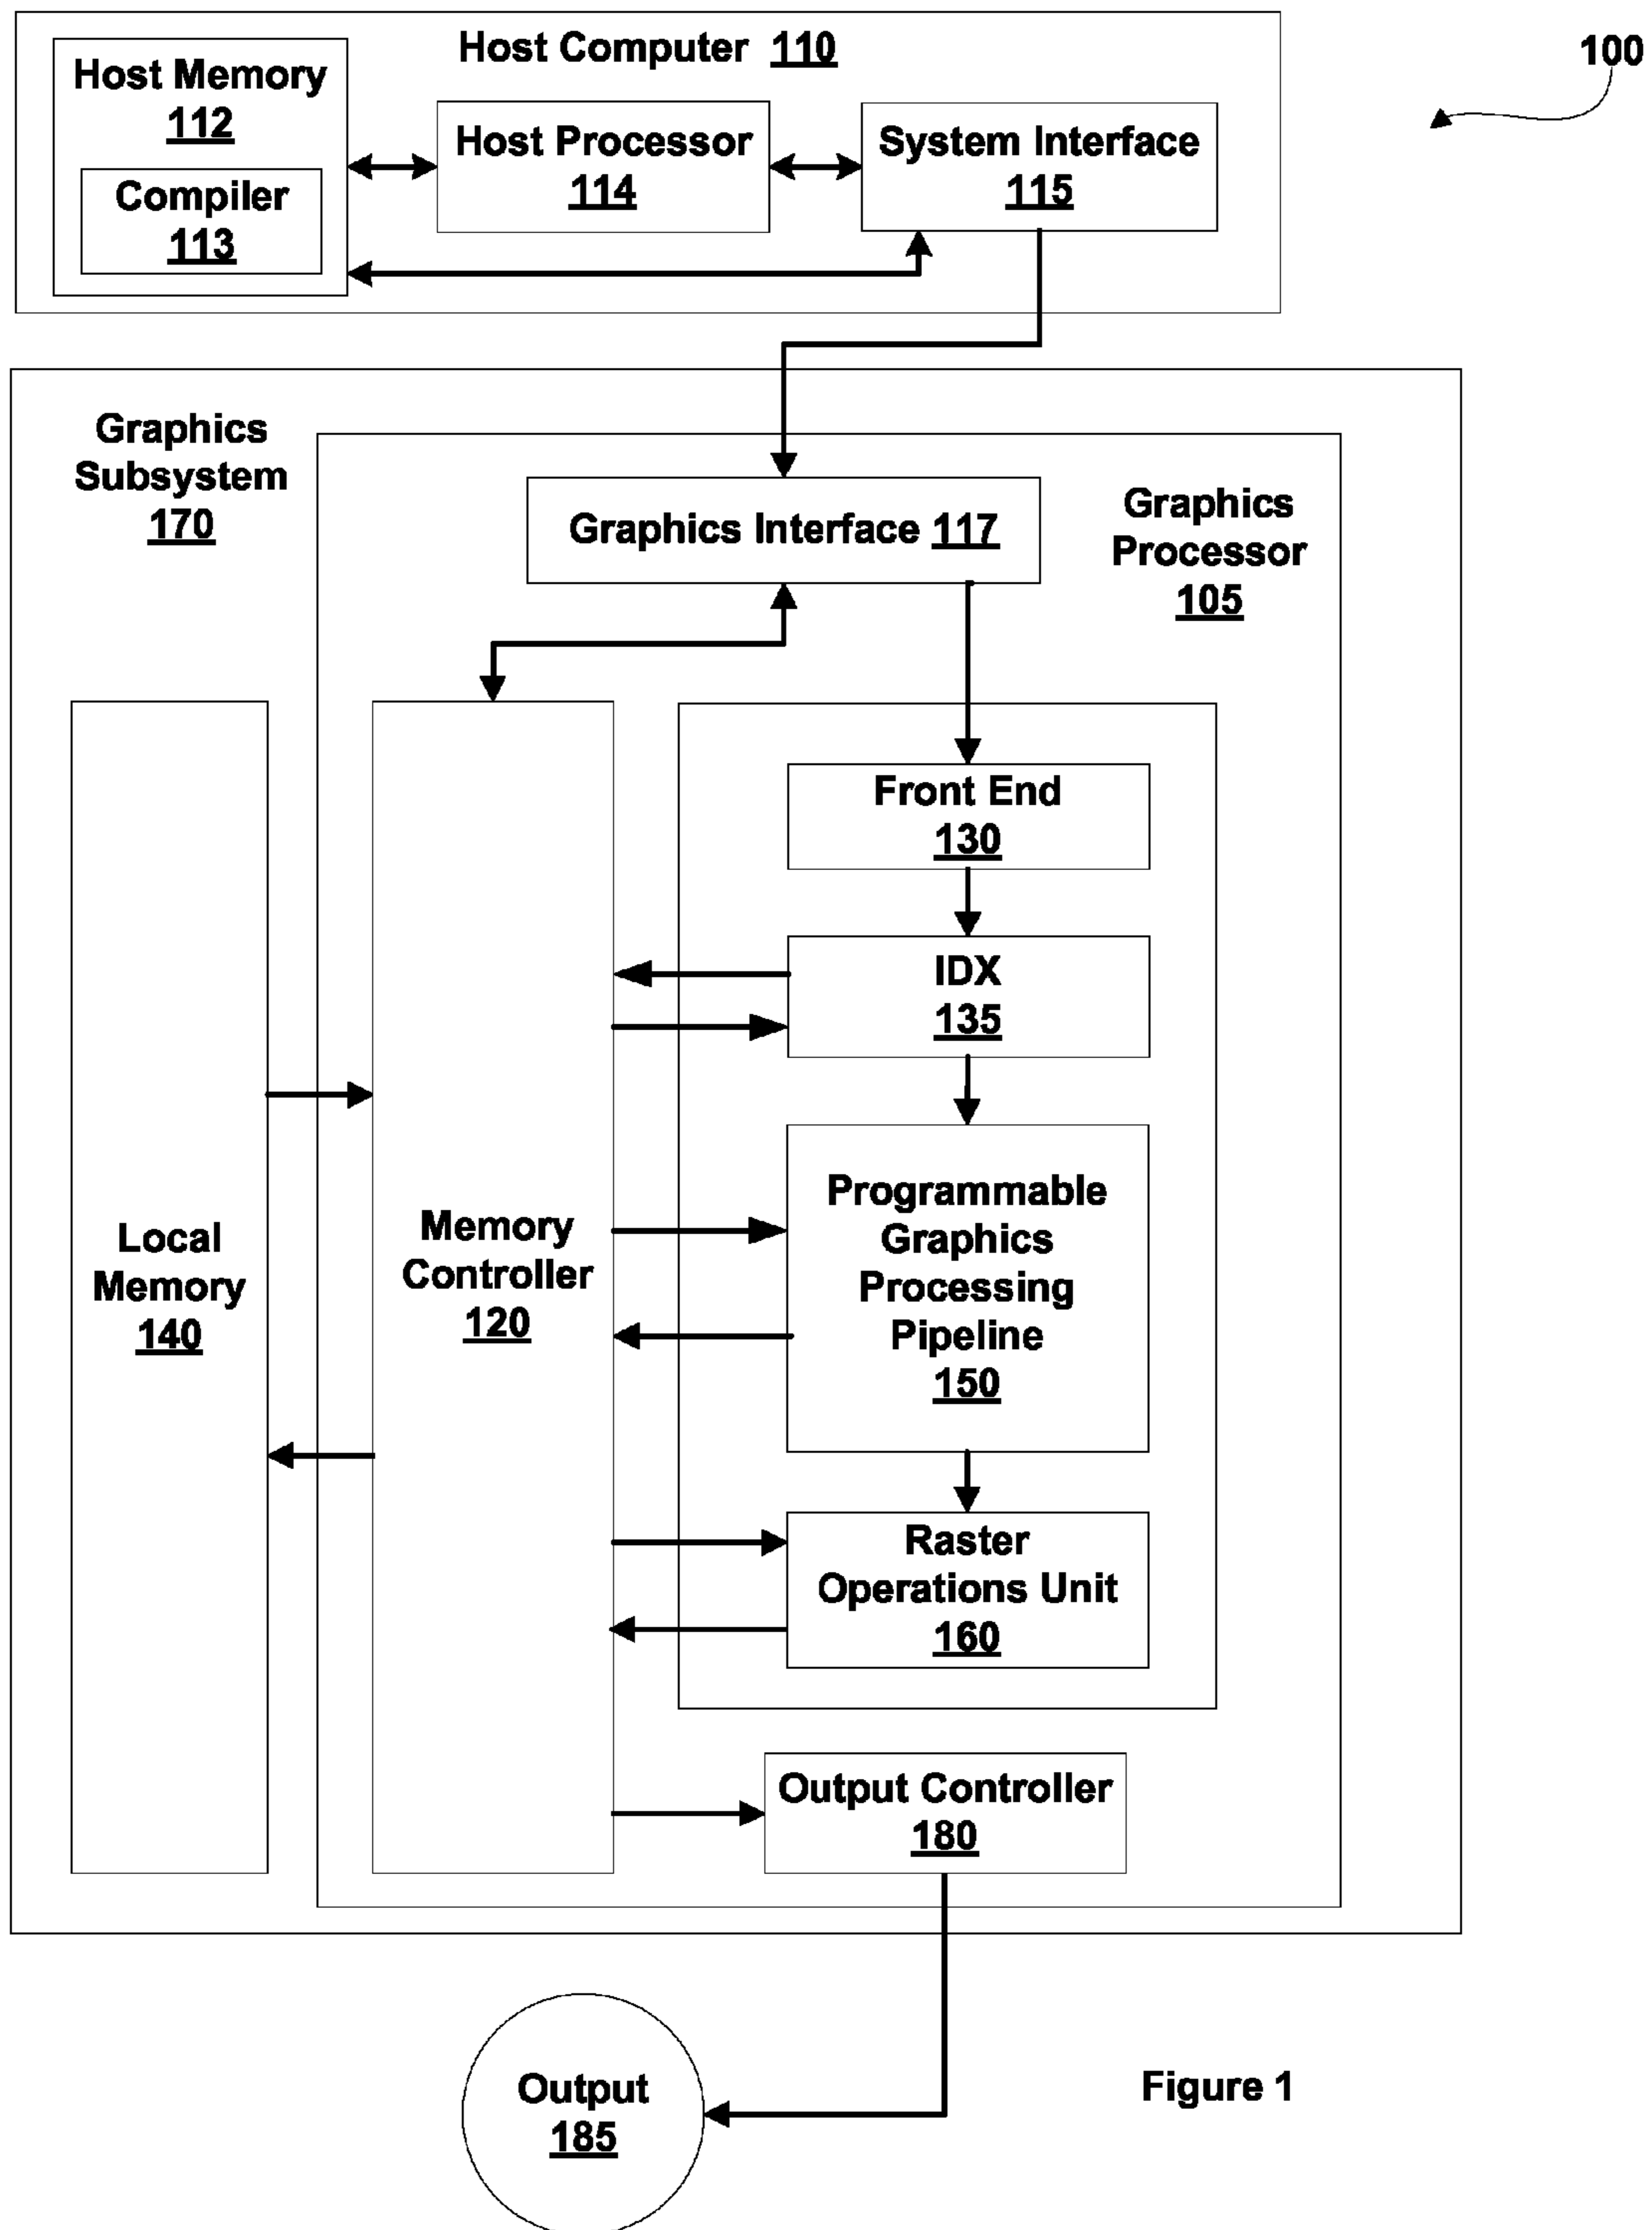 Host Computer 110
100
Host Memory
112
Compiler
113
Host Processor
114
System Interface
115
Graphics
Subsystem
170
Graphics Interface 117
Graphics
Processor
105
Front End
130
IDX
135
Local
Memory
140
Memory
Controller
120
Programmable
Graphics
Processing
Pipeline
150
Raster
Operations Unit
160
Output Controller
180
Output
185
Figure 1